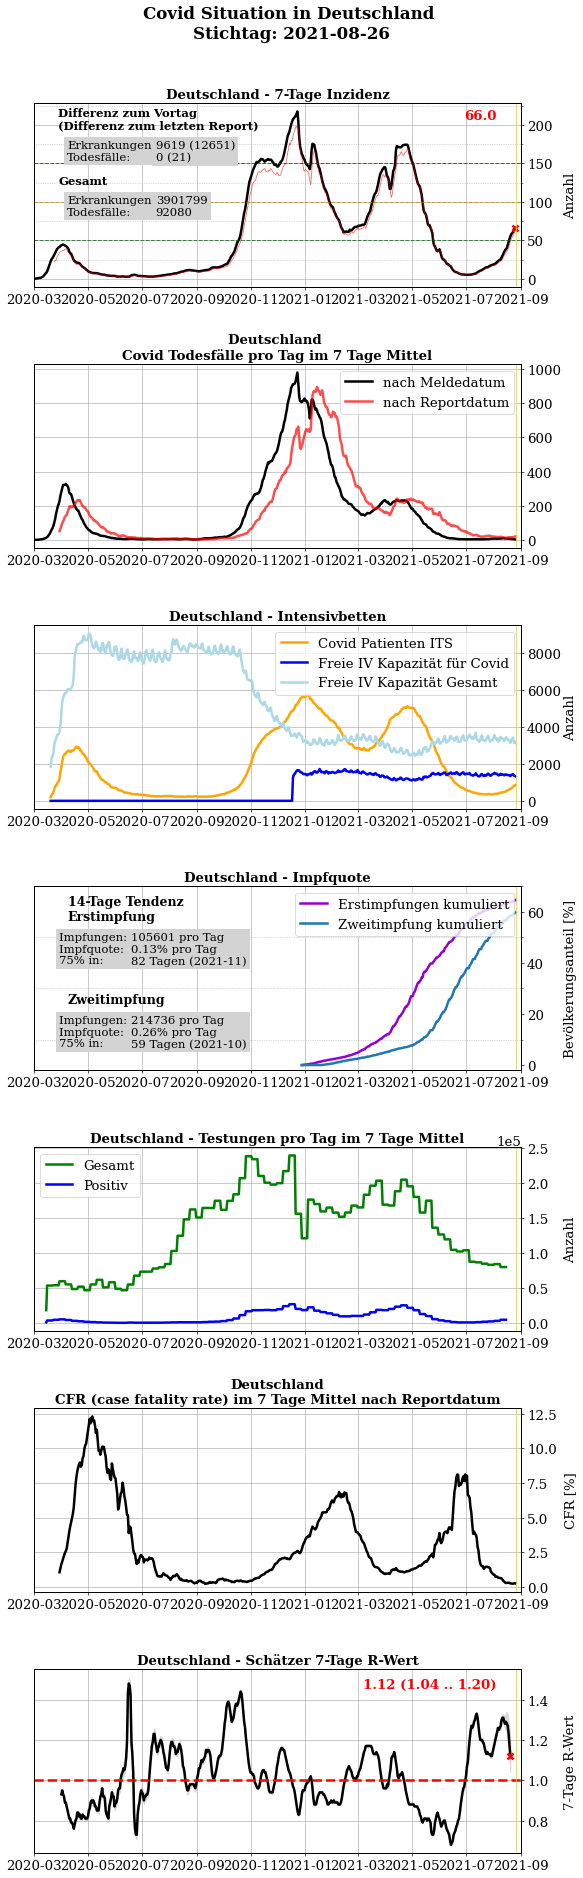 Covid Situation in Deutschland
Stichtag: 2021-08-26
Deutschland - 7-Tage Inzidenz
Differenz zum Vortag
(Differenz zum letzten Report)
Erkrankungen 9619 (12651)
Todesfälle: 0 (21)
Gesamt
Erkrankungen 3901799
Todesfälle: 92080
66.0
200
150
100
50
0
Anzahl
2020-03 2020-05 2020-07 2020-09 2020-11 2021-01 2021-03 2021-05 2021-07 2021-09
Deutschland
Covid Todesfälle pro Tag im 7 Tage Mittel
nach Meldedatum
nach Reportdatum
1000
800
600
400
200
0
2020-03 2020-05 2020-07 2020-09 2020-11 2021-01 2021-03 2021-05 2021-07 2021-09
Deutschland - Intensivbetten
Covid Patienten ITS
Freie IV Kapazität für Covid
Freie IV Kapazität Gesamt
8000
6000
4000
2000
0
Anzahl
2020-03 2020-05 2020-07 2020-09 2020-11 2021-01 2021-03 2021-05 2021-07 2021-09
Deutschland - Impfquote
14-Tage Tendenz
Erstimpfung
Impfungen: 105601 pro Tag
Impfquote: 0.13% pro Tag
75% in: 82 Tagen (2021-11)
Zweitimpfung
Impfungen: 214736 pro Tag
Impfquote: 0.26% pro Tag
75% in: 59 Tagen (2021-10)
Erstimpfungen kumuliert
Zweitimpfung kumuliert
60
40
20
0
Bevölkerungsanteil [%]
2020-03 2020-05 2020-07 2020-09 2020-11 2021-01 2021-03 2021-05 2021-07 2021-09
Deutschland - Testungen pro Tag im 7 Tage Mittel
1e5
Gesamt
Positiv
2.5
2.0
1.5
1.0
0.5
0.0
Anzahl
2020-03 2020-05 2020-07 2020-09 2020-11 2021-01 2021-03 2021-05 2021-07 2021-09
Deutschland
CFR (case fatality rate) im 7 Tage Mittel nach Reportdatum
12.5
10.0
7.5
5.0
2.5
0.0
CFR [%]
2020-03 2020-05 2020-07 2020-09 2020-11 2021-01 2021-03 2021-05 2021-07 2021-09
Deutschland - Schätzer 7-Tage R-Wert
1.12 (1.04 .. 1.20)
1.4
1.2
1.0
0.8
7-Tage R-Wert
2020-03 2020-05 2020-07 2020-09 2020-11 2021-01 2021-03 2021-05 2021-07 2021-09